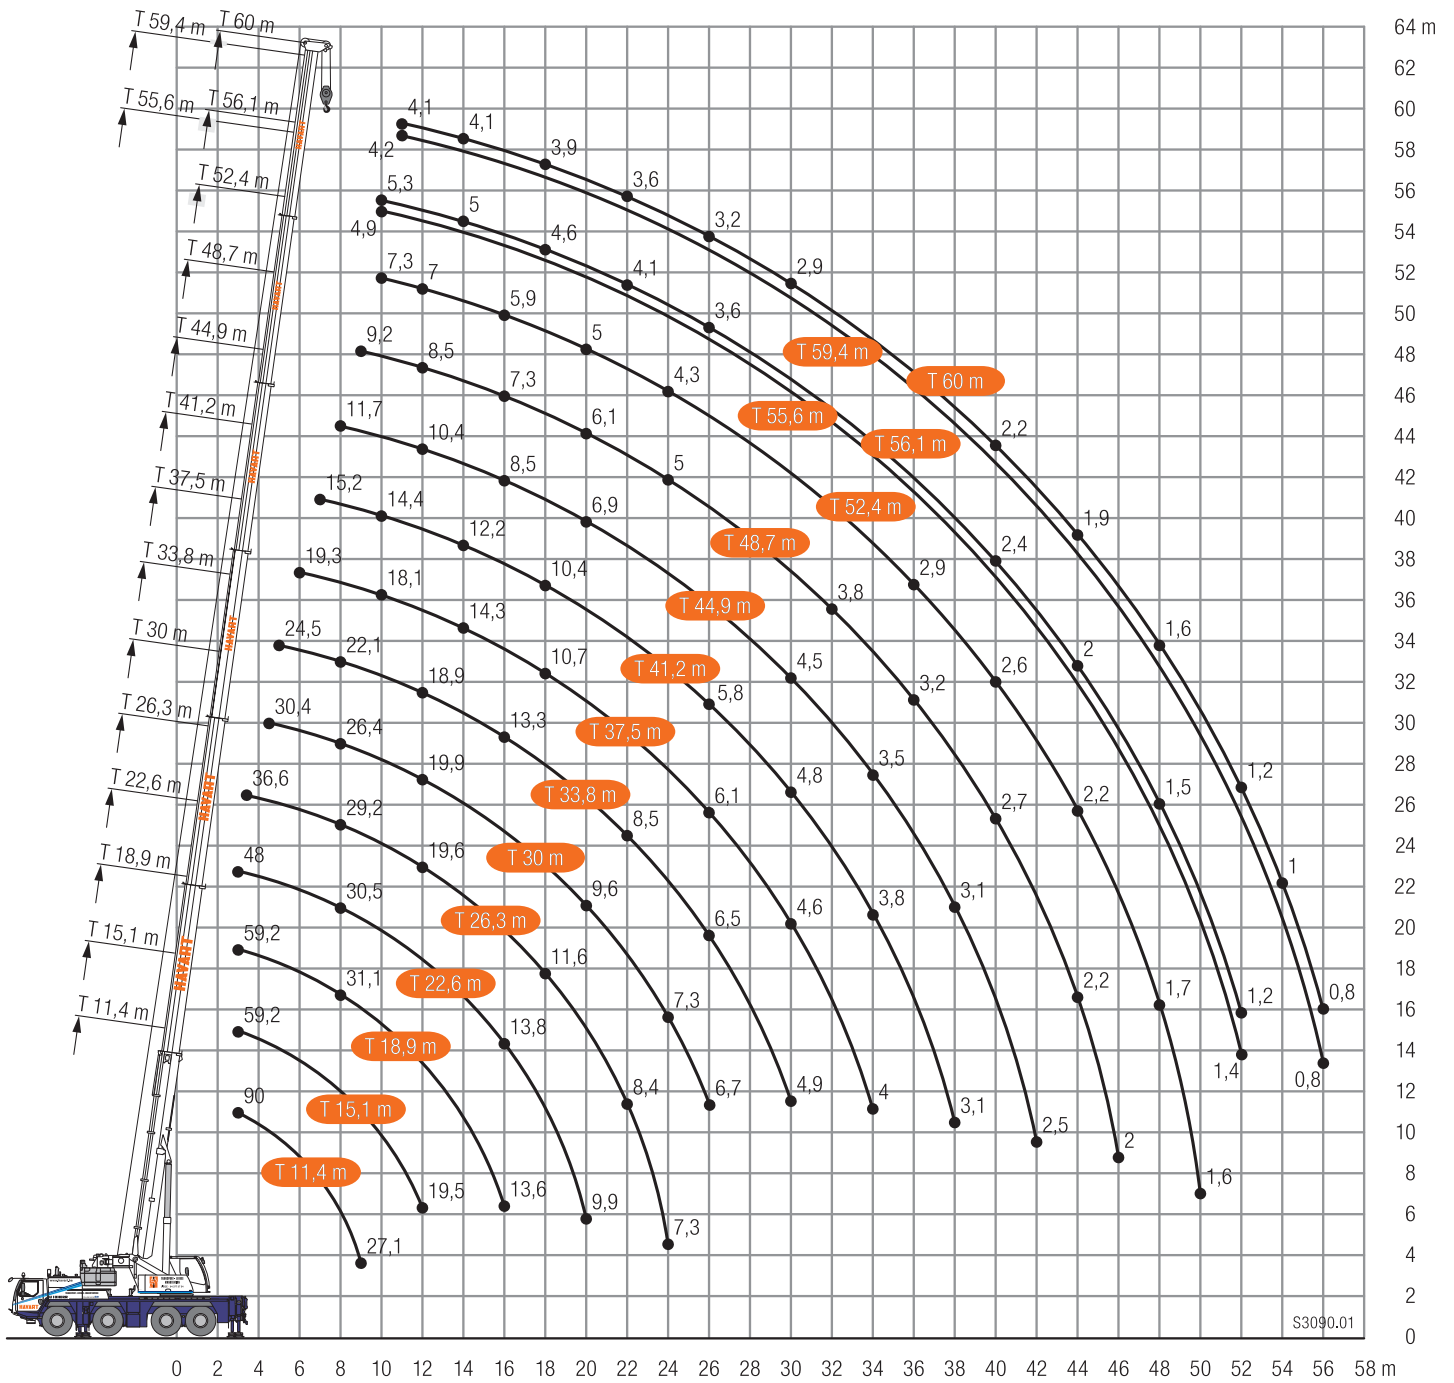 T 59,4 m T 60 m 64 m
62
T 55,6 m T 56,1 m 60
4,1 4,1 58
4,2 3,9
T 52,4 m 5,3 5 3,6 56
4,9 4,6 3,2 54
T 48,7 m 7,3 7 4,1 2,9 52
5,9 3,6 50
T 44,9 m 9,2 8,5 5 T 59,4 m 48
7,3 4,3 T 60 m 46
T 41,2 m 11,7 10,4 6,1 T 55,6 m T 56,1 m 2,2 44
8,5 5 42
T 37,5 m 15,2 14,4 6,9 T 52,4 m 1,9 40
12,2 T 48,7 m 2,4 38
T 33,8 m 19,3 18,1 10,4 2,9 36
14,3 T 44,9 m 3,8
T 30 m 24,5 22,1 10,7 T 41,2 m 4,5 2,6 2 1,6 34
18,9 5,8 3,2 32
T 26,3 m 30,4 26,4 13,3 T 37,5 m 30
T 22,6 m 36,6 19,9 4,8 3,5 1,2 28
29,2 T 33,8 m 8,5 6,1 2,7 2,2 1,5 26
T 18,9 m 48 19,6 T 30 m 24
30,5 9,6 6,5 4,6 3,8 3,1 1 22
T 15,1 m 59,2 T 26,3 m 20
31,1 T 22,6 m 11,6 2,2 1,7 18
T 11,4 m 59,2 13,8 7,3 1,2 0,8 16
T 18,9 m 1,4 0,8 14
90 T 15,1 m 8,4 6,7 4,9 4 3,1 12
T 11,4 m 2,5 10
19,5 13,6 9,9 7,3 2 1,6 8
27,1 6
4
2
S3090.01
0
0 2 4 6 8 10 12 14 16 18 20 22 24 26 28 30 32 34 36 38 40 42 44 46 48 50 52 54 56 58 m
HAVART
HAVART
HAVART
HAVART
HAVART
HAVART
HAVART